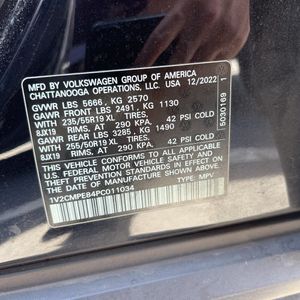 MFD BY VOLKSWAGEN GROUP OF AMERICA
CHATTANOOGA OPERATIONS, LLC. USA 12/2022
GVWR LBS 5666, KG 2570
GAWR FRONT LBS 2491, KG 1130
WITH TIRES 235/55R19 XL
8JX19 RIMS, AT 290 KPA/ 42 PSI COLD
GAWR REAR LBS 3285, KG 1490
WITH TIRES 255/50R19 XL
8JX19 RIMS, AT 290 KPA/ 42 PSI COLD
THIS VEHICLE CONFORMS TO ALL APPLICABLE
FEDERAL MOTOR VEHICLE SAFETY AND
THEFT PREVENTION STANDARDS IN EFFECT
ON THE DATE OF MANUFACTURE SHOWN
ABOVE.
1V2CMPE84PC011034 TYPE: MPV
5030169 1